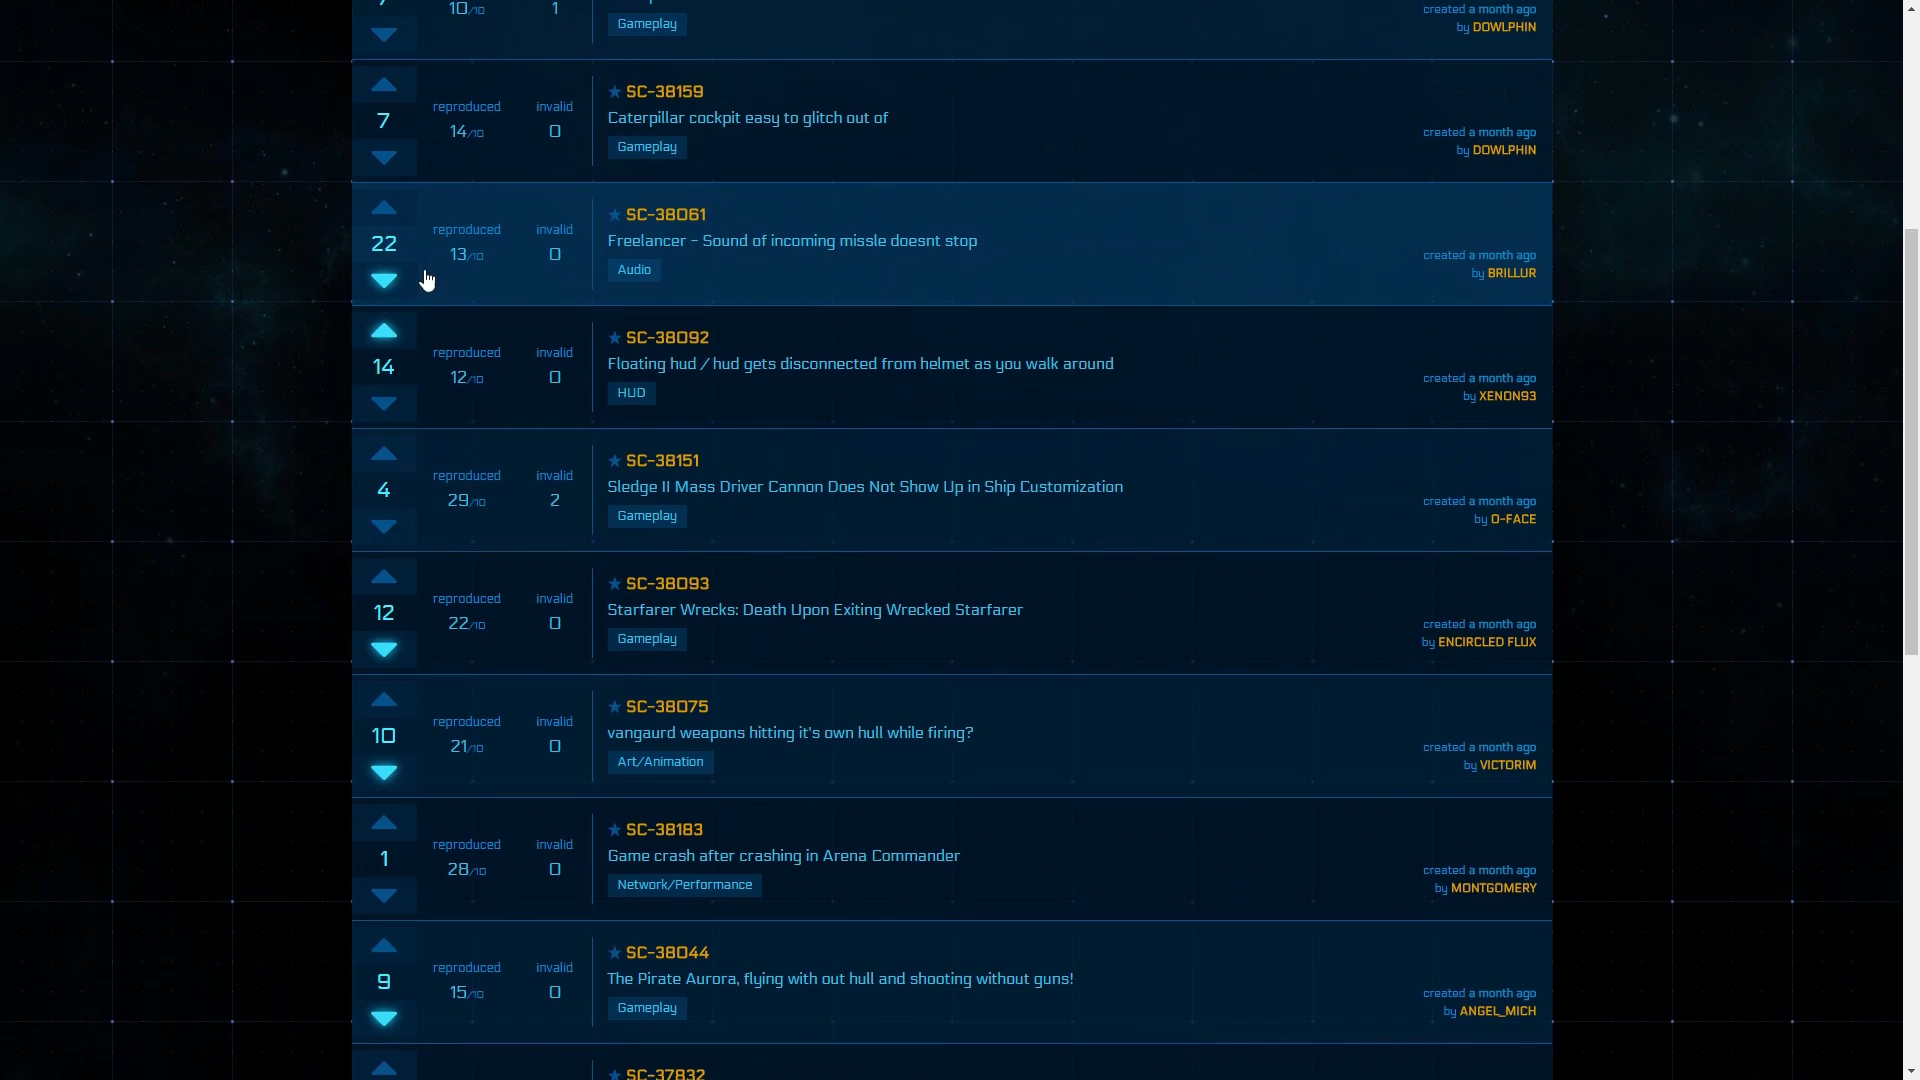 10/10 1
Gameplay
created a month ago
by DOWLPHIN
7
reproduced 14/10
invalid 0
SC-38159
Caterpillar cockpit easy to glitch out of
Gameplay
created a month ago
by DOWLPHIN
22
reproduced 13/10
invalid 0
SC-38061
Freelancer - Sound of incoming missle doesnt stop
Audio
created a month ago
by BRILLUR
14
reproduced 12/10
invalid 0
SC-38092
Floating hud / hud gets disconnected from helmet as you walk around
HUD
created a month ago
by XENON93
4
reproduced 29/10
invalid 2
SC-38151
Sledge II Mass Driver Cannon Does Not Show Up in Ship Customization
Gameplay
created a month ago
by O-FACE
12
reproduced 22/10
invalid 0
SC-38093
Starfarer Wrecks: Death Upon Exiting Wrecked Starfarer
Gameplay
created a month ago
by ENCIRCLED FLUX
10
reproduced 21/10
invalid 0
SC-38075
vangaurd weapons hitting it's own hull while firing?
Art/Animation
created a month ago
by VICTORIM
1
reproduced 28/10
invalid 0
SC-38183
Game crash after crashing in Arena Commander
Network/Performance
created a month ago
by MONTGOMERY
9
reproduced 15/10
invalid 0
SC-38044
The Pirate Aurora, flying with out hull and shooting without guns!
Gameplay
created a month ago
by ANGEL_MICH
SC-37832